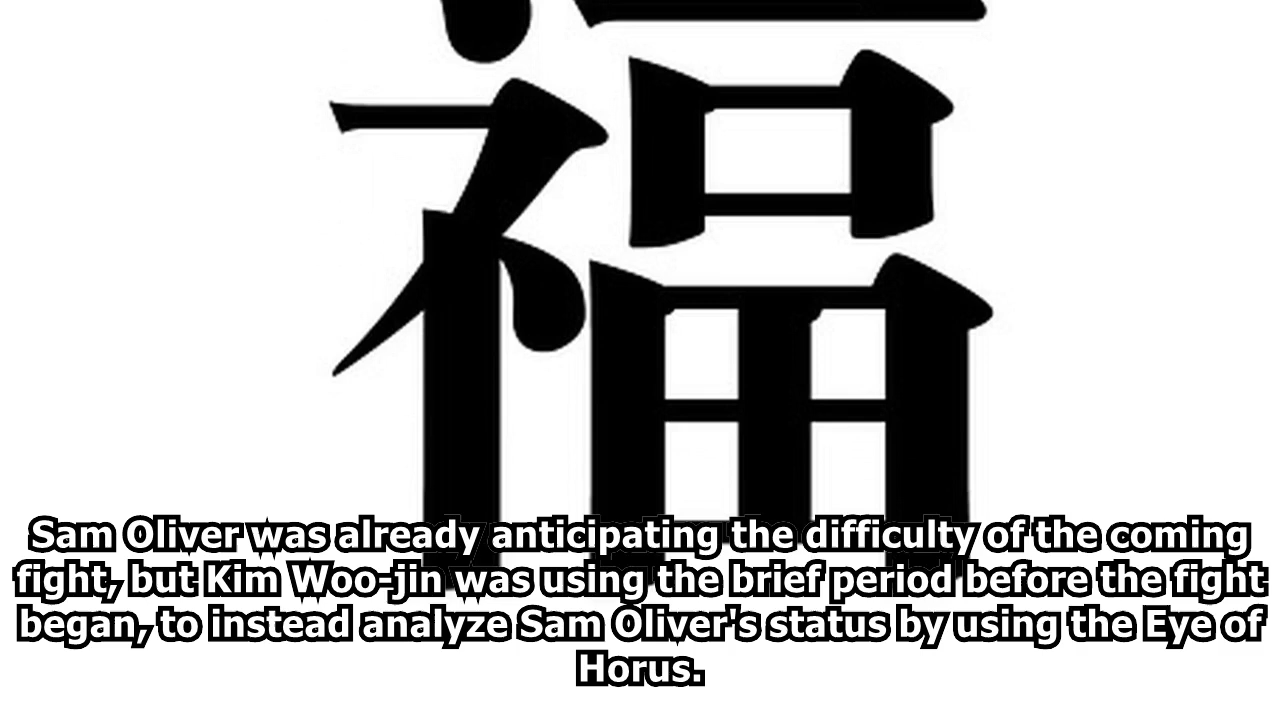 福
Sam Oliver was already anticipating the difficulty of the coming
fight, but Kim Woo-jin was using the brief period before the fight
began, to instead analyze Sam Oliver's status by using the Eye of
Horus.